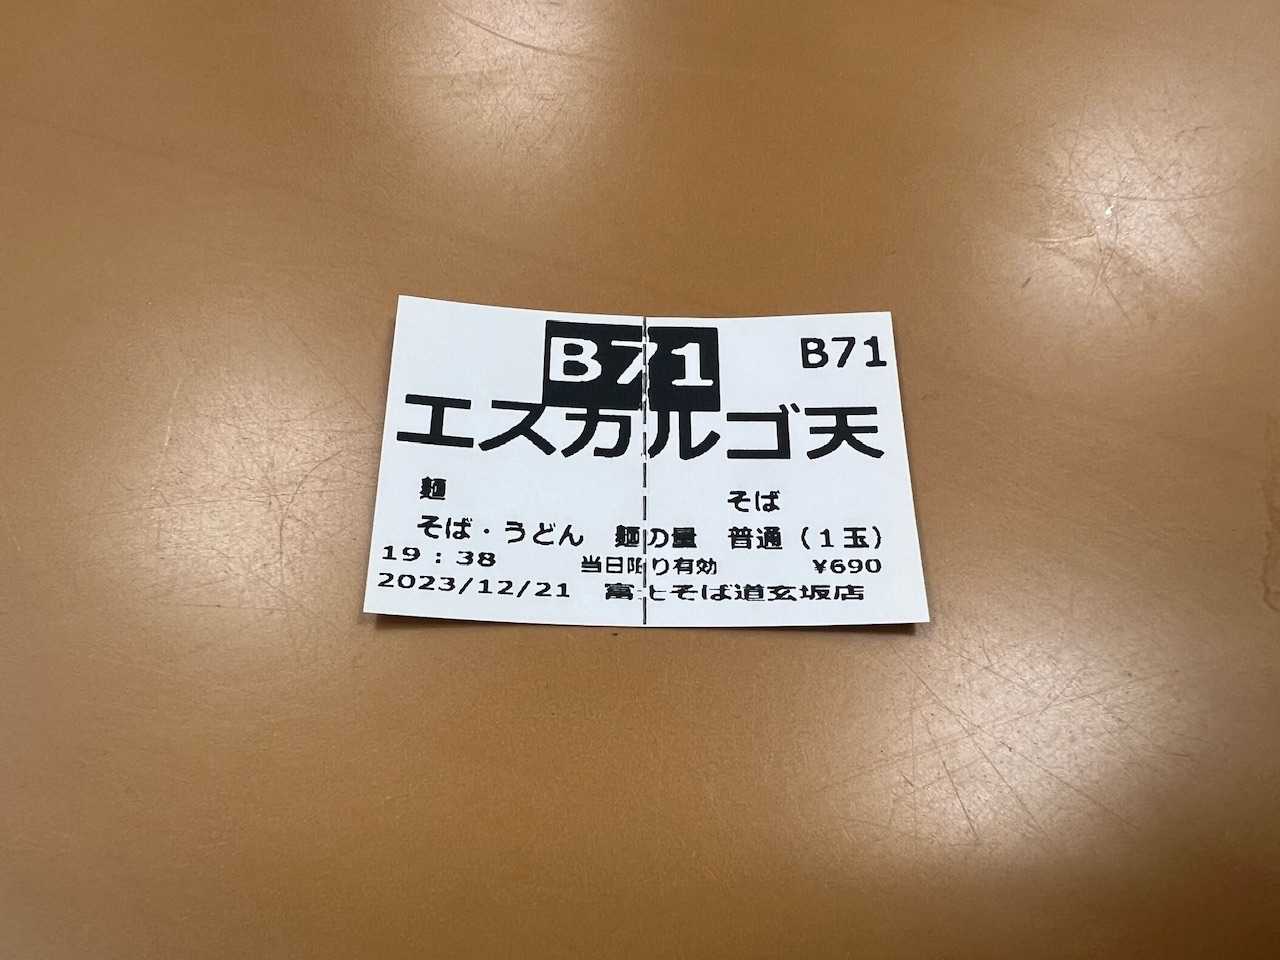 B71 B71
エスカルゴ天
麺 そば
そば・うどん 麺の量 普通（1玉）
19：38 当日限り有効 ¥690
2023/12/21 富士そば道玄坂店